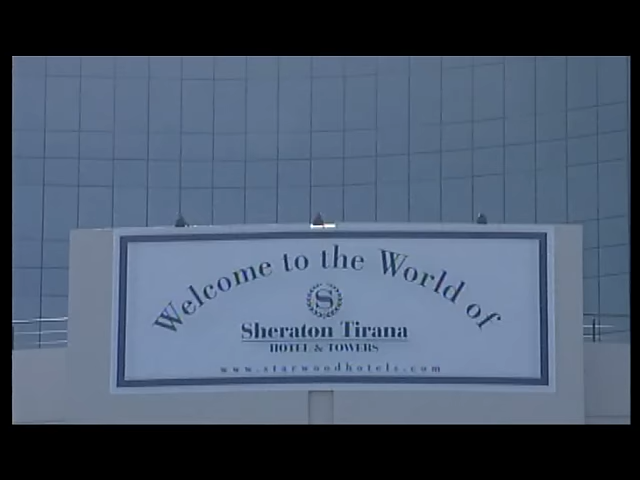 Welcome to the World of
S
Sheraton Tirana
HOTEL & TOWERS
www.starwoodhotels.com